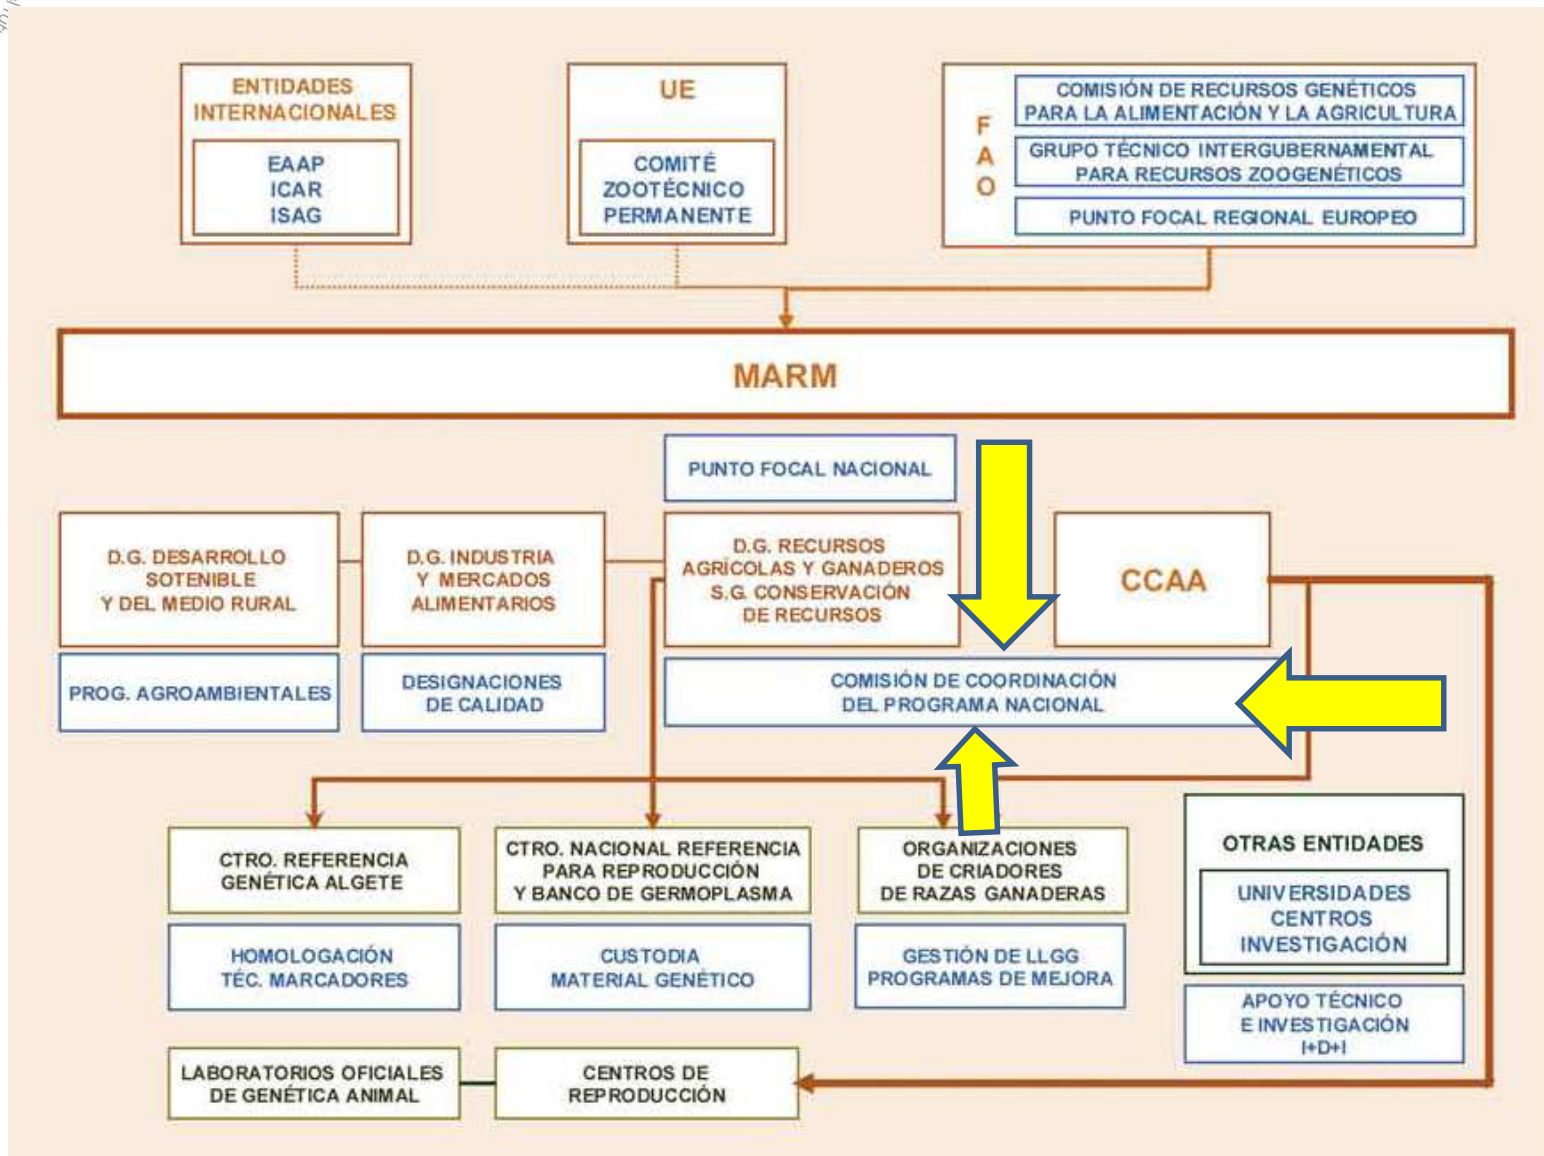 ENTIDADES
INTERNACIONALES
EAAP
ICAR
ISAG
UE
COMITÉ
ZOOTÉCNICO
PERMANENTE
FAO
COMISIÓN DE RECURSOS GENÉTICOS
PARA LA ALIMENTACIÓN Y LA AGRICULTURA
GRUPO TÉCNICO INTERGUBERNAMENTAL
PARA RECURSOS ZOOGENÉTICOS
PUNTO FOCAL REGIONAL EUROPEO
MARM
PUNTO FOCAL NACIONAL
D.G. DESARROLLO
SOTENIBLE
Y DEL MEDIO RURAL
D.G. INDUSTRIA
Y MERCADOS
ALIMENTARIOS
D.G. RECURSOS
AGRÍCOLAS Y GANADEROS
S.G. CONSERVACIÓN
DE RECURSOS
CCAA
PROG. AGROAMBIENTALES
DESIGNACIONES
DE CALIDAD
COMISIÓN DE COORDINACIÓN
DEL PROGRAMA NACIONAL
CTRO. REFERENCIA
GENÉTICA ALGETE
CTRO. NACIONAL REFERENCIA
PARA REPRODUCCIÓN
Y BANCO DE GERMOPLASMA
ORGANIZACIONES
DE CRIADORES
DE RAZAS GANADERAS
OTRAS ENTIDADES
UNIVERSIDADES
CENTROS
INVESTIGACIÓN
HOMOLOGACIÓN
TÉC. MARCADORES
CUSTODIA
MATERIAL GENÉTICO
GESTIÓN DE LLGG
PROGRAMAS DE MEJORA
APOYO TÉCNICO
E INVESTIGACIÓN
I+D+I
LABORATORIOS OFICIALES
DE GENÉTICA ANIMAL
CENTROS DE
REPRODUCCIÓN